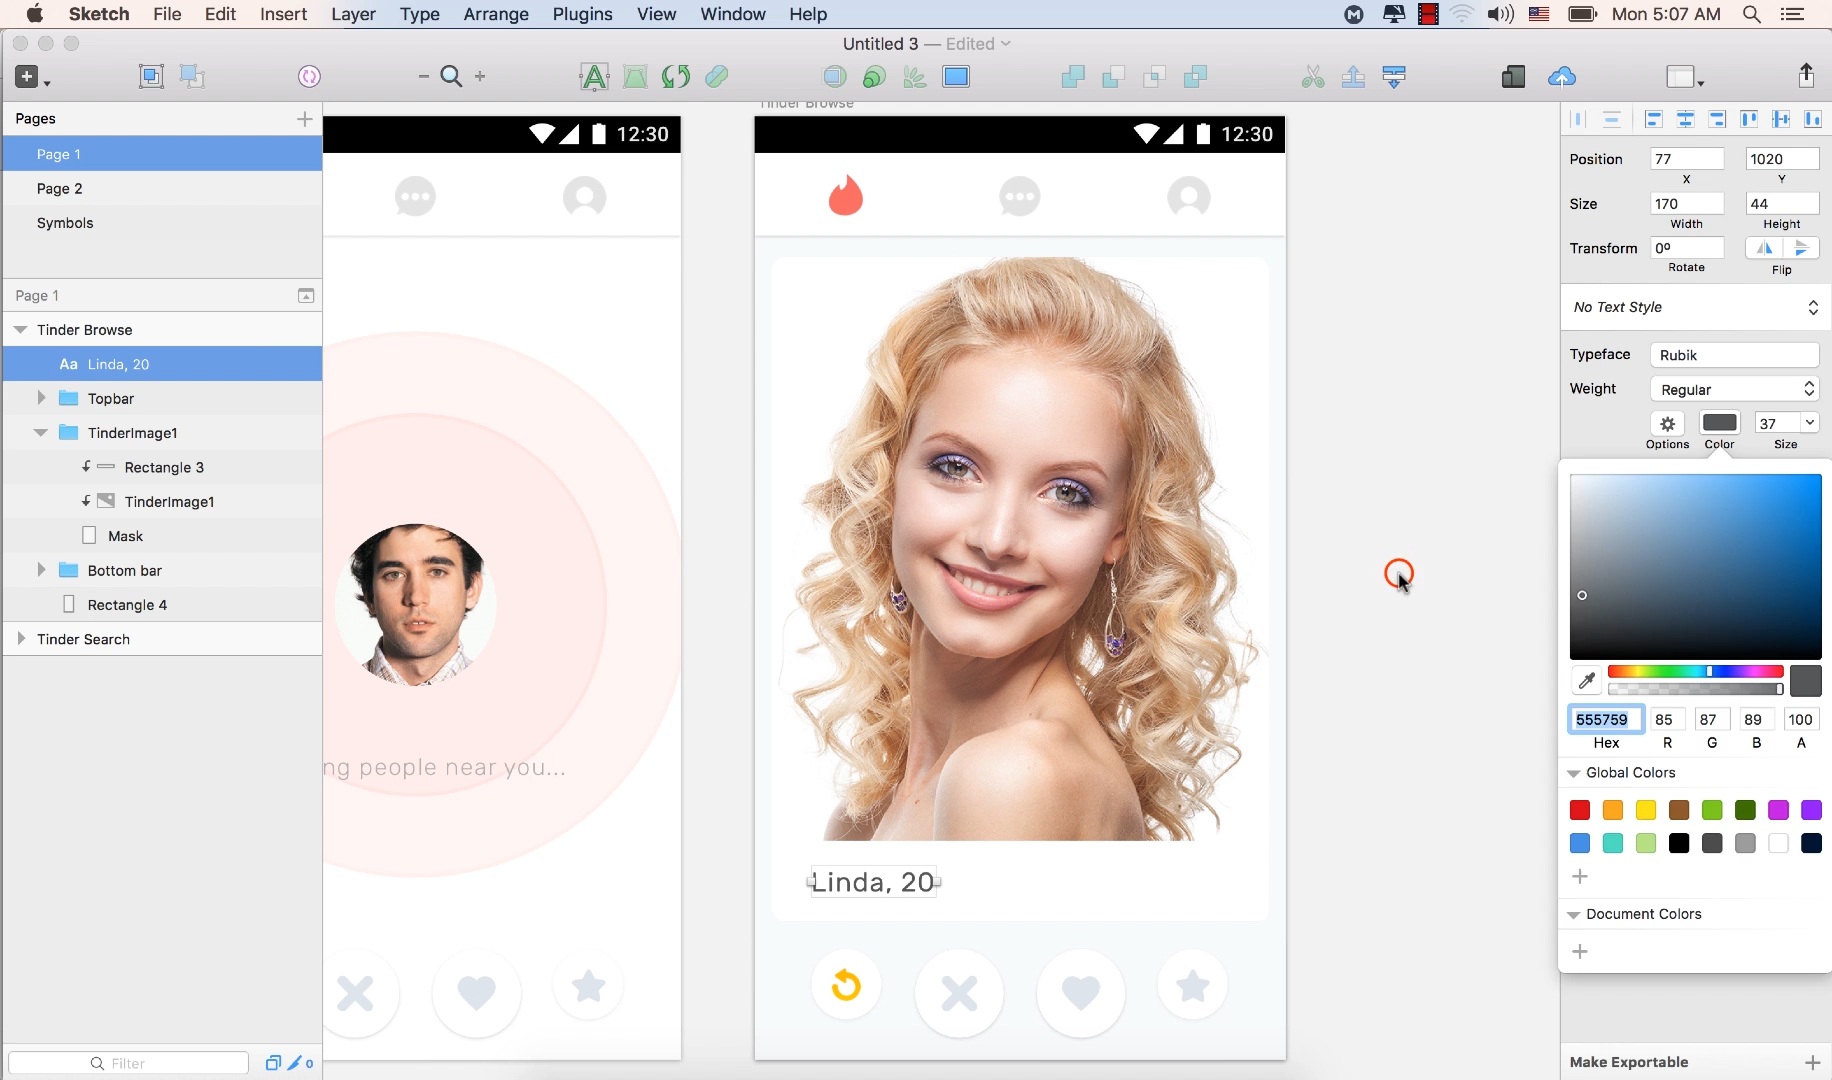 Sketch File Edit Insert Layer Type Arrange Plugins View Window Help Mon 5:07 AM
Untitled 3 — Edited
Pages
Page 1
Page 2
Symbols
Page 1
Tinder Browse
Aa Linda, 20
Topbar
TinderImage1
Rectangle 3
TinderImage1
Mask
Bottom bar
Rectangle 4
Tinder Search
Filter
0
12:30
ng people near you...
Tinder Browse
12:30
Linda, 20
Position 77 1020
X Y
Size 170 44
Width Height
Transform 0º
Rotate Flip
No Text Style
Typeface Rubik
Weight Regular
37
Options Color Size
555759 85 87 89 100
Hex R G B A
Global Colors
Document Colors
Make Exportable